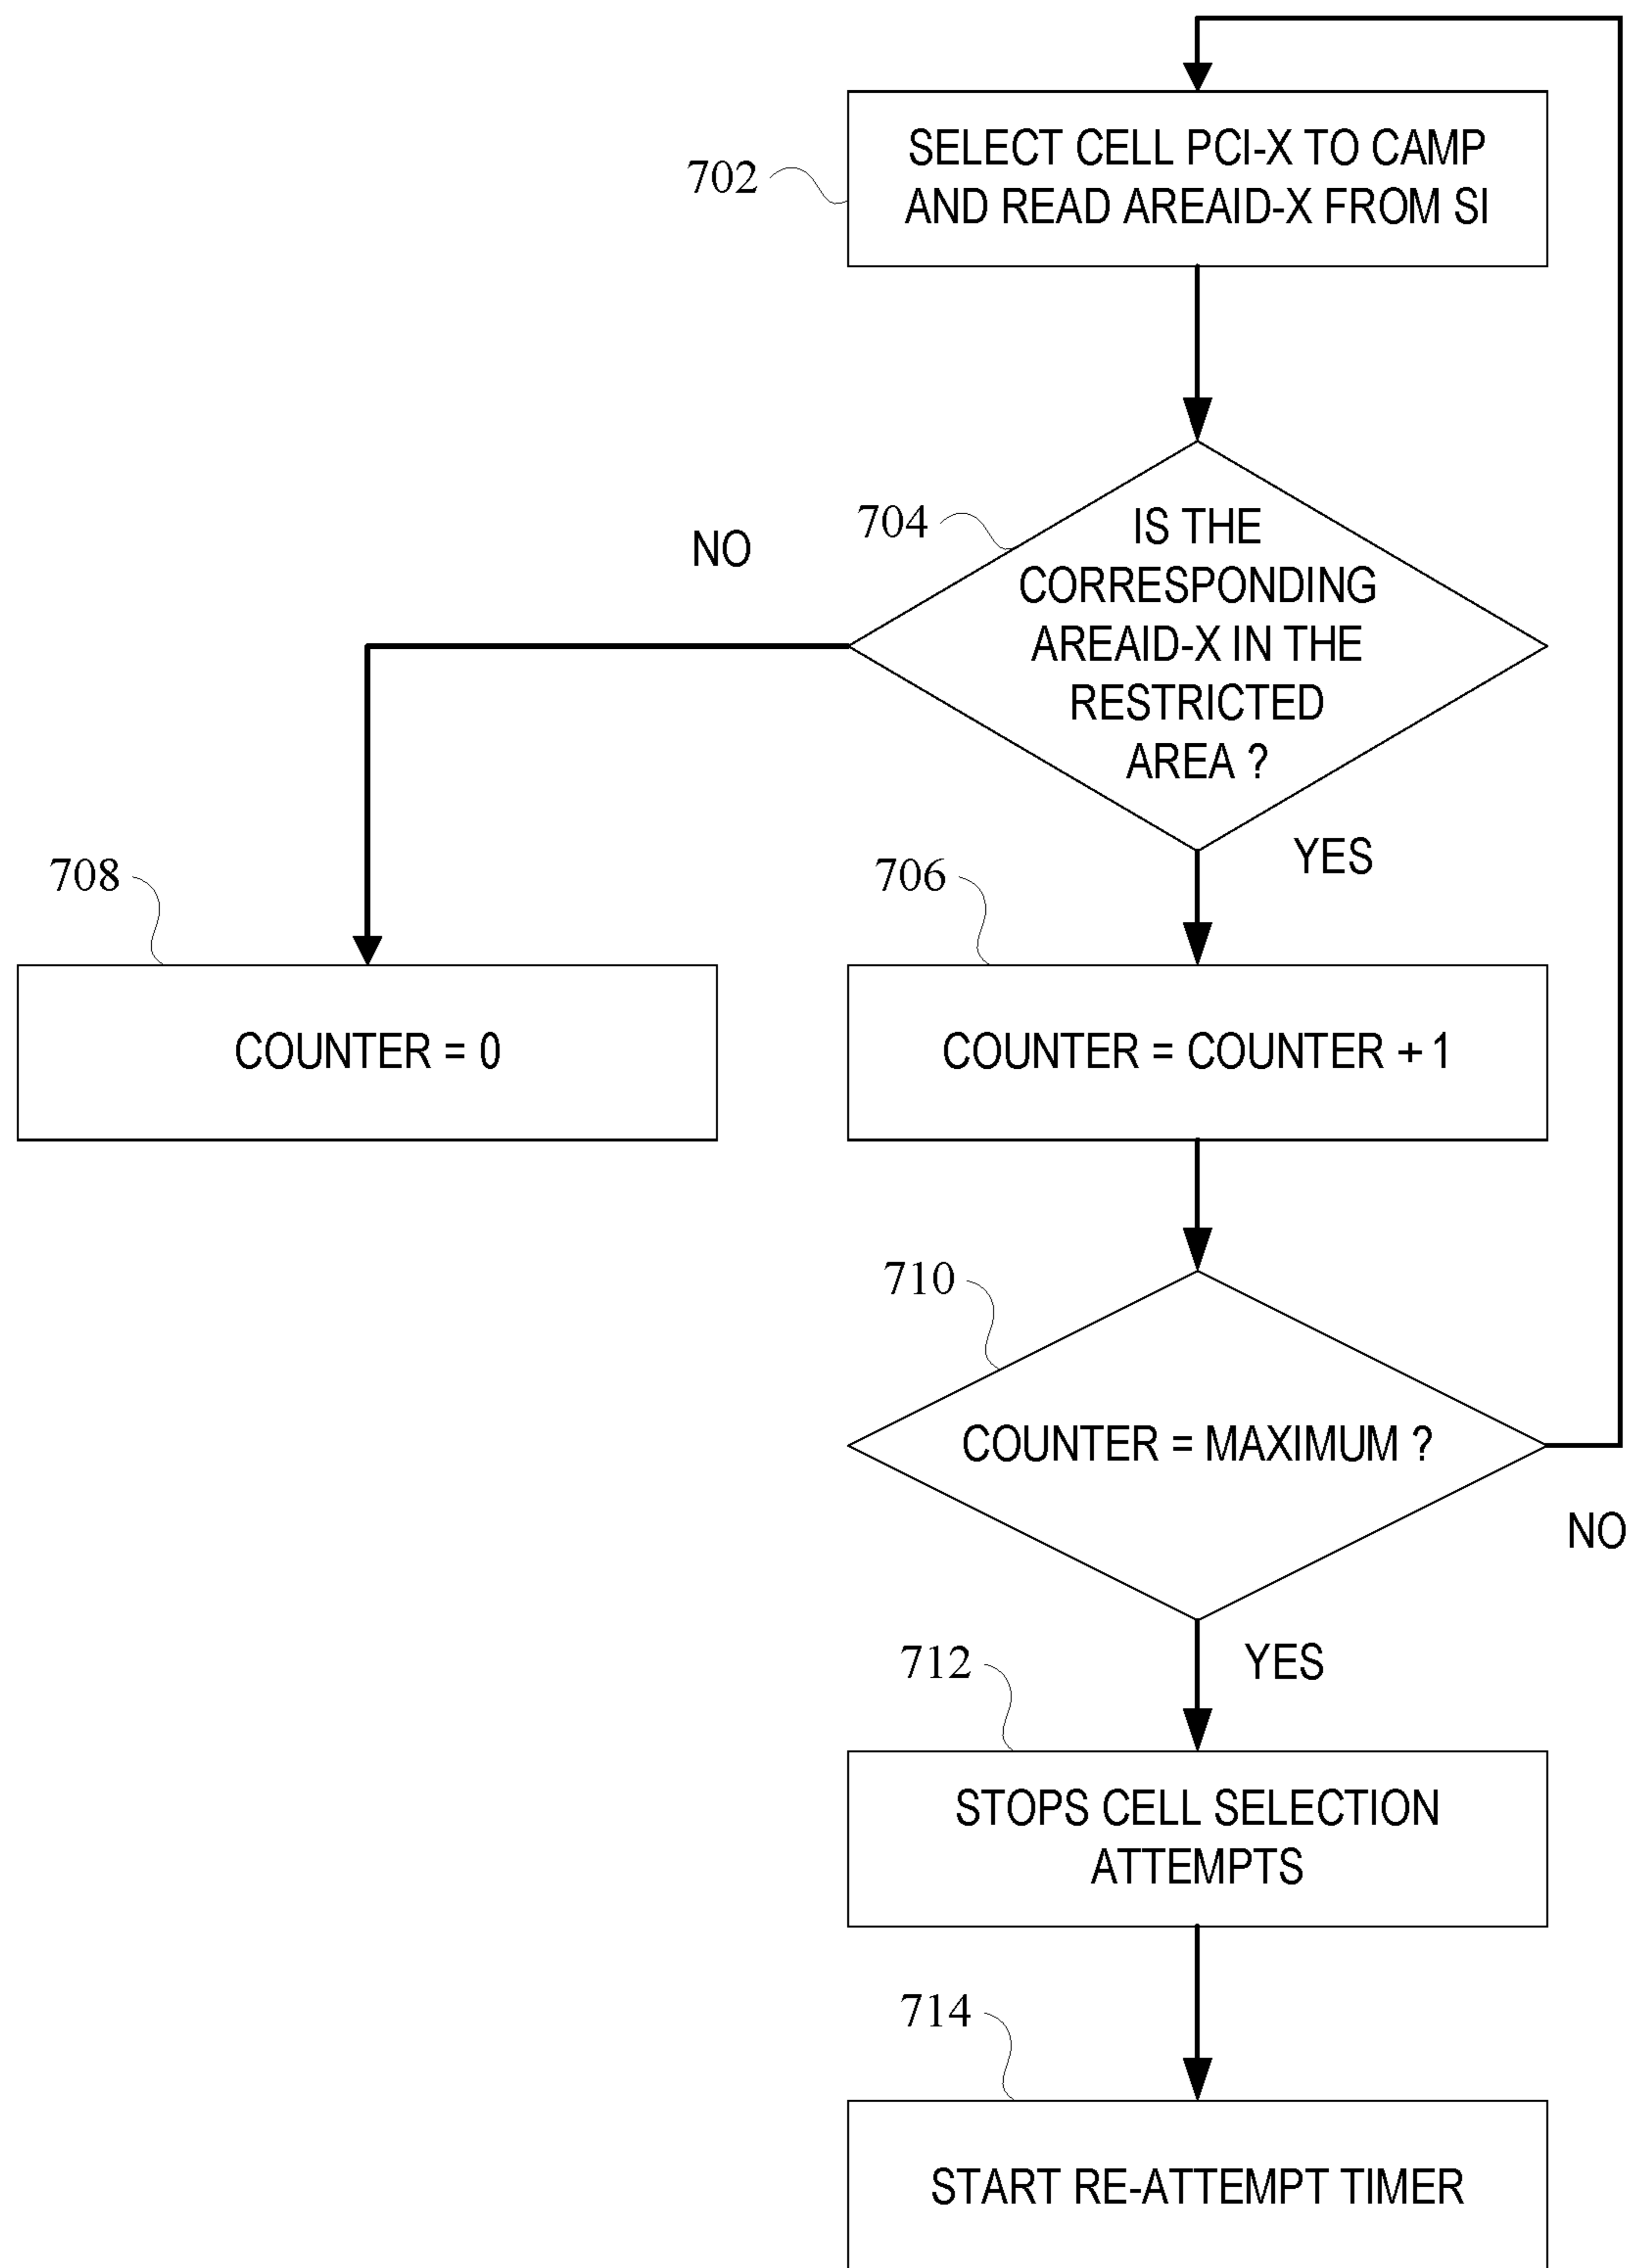 702
SELECT CELL PCI-X TO CAMP
AND READ AREAID-X FROM SI
704
NO
IS THE
CORRESPONDING
AREAID-X IN THE
RESTRICTED
AREA ?
YES
708
706
COUNTER = 0
COUNTER = COUNTER + 1
710
COUNTER = MAXIMUM ?
NO
712
YES
STOPS CELL SELECTION
ATTEMPTS
714
START RE-ATTEMPT TIMER